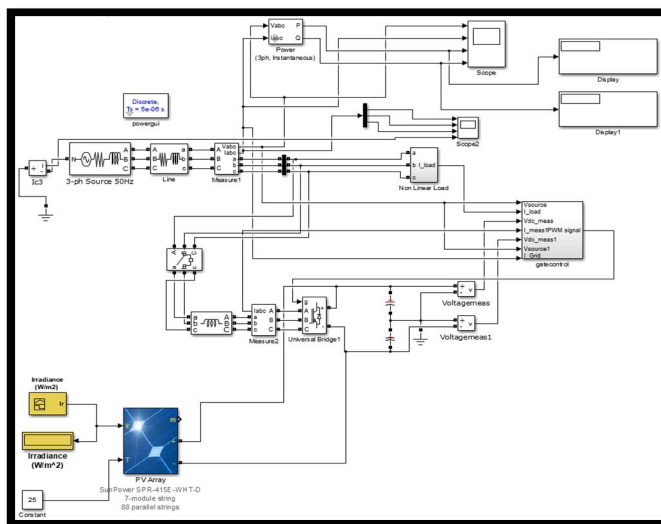 Vabc P
Iabc Q
Power
(3ph, Instantaneous)
Scope
Display
Display1
Discrete,
Ts = 5e-06 s
powergui
Scope2
Ic3
N A B C
3-ph Source 50Hz
A B C a b c
Line
Vabc
Iabc
A a
B b
C c
Measure1
a
b I_load
c
Non Linear Load
Vsource
I_load
Vdc_meas
I_meas1PWM signal
Vdc_meas1
Vsource1
I_Grid
gatecontrol
A B C
a b c
a A
b B
c C
Iabc A
a B
b
c C
Measure2
g +
A
B
C -
Universal Bridge1
+ v
-
Voltagemeas
+ v
-
Voltagemeas1
Irradiance
(W/m2)
Ir
Irradiance
(W/m^2)
Ir m
+
T -
PV Array
SunPower SPR-415E-WHT-D
7-module string
88 parallel strings
25
Constant